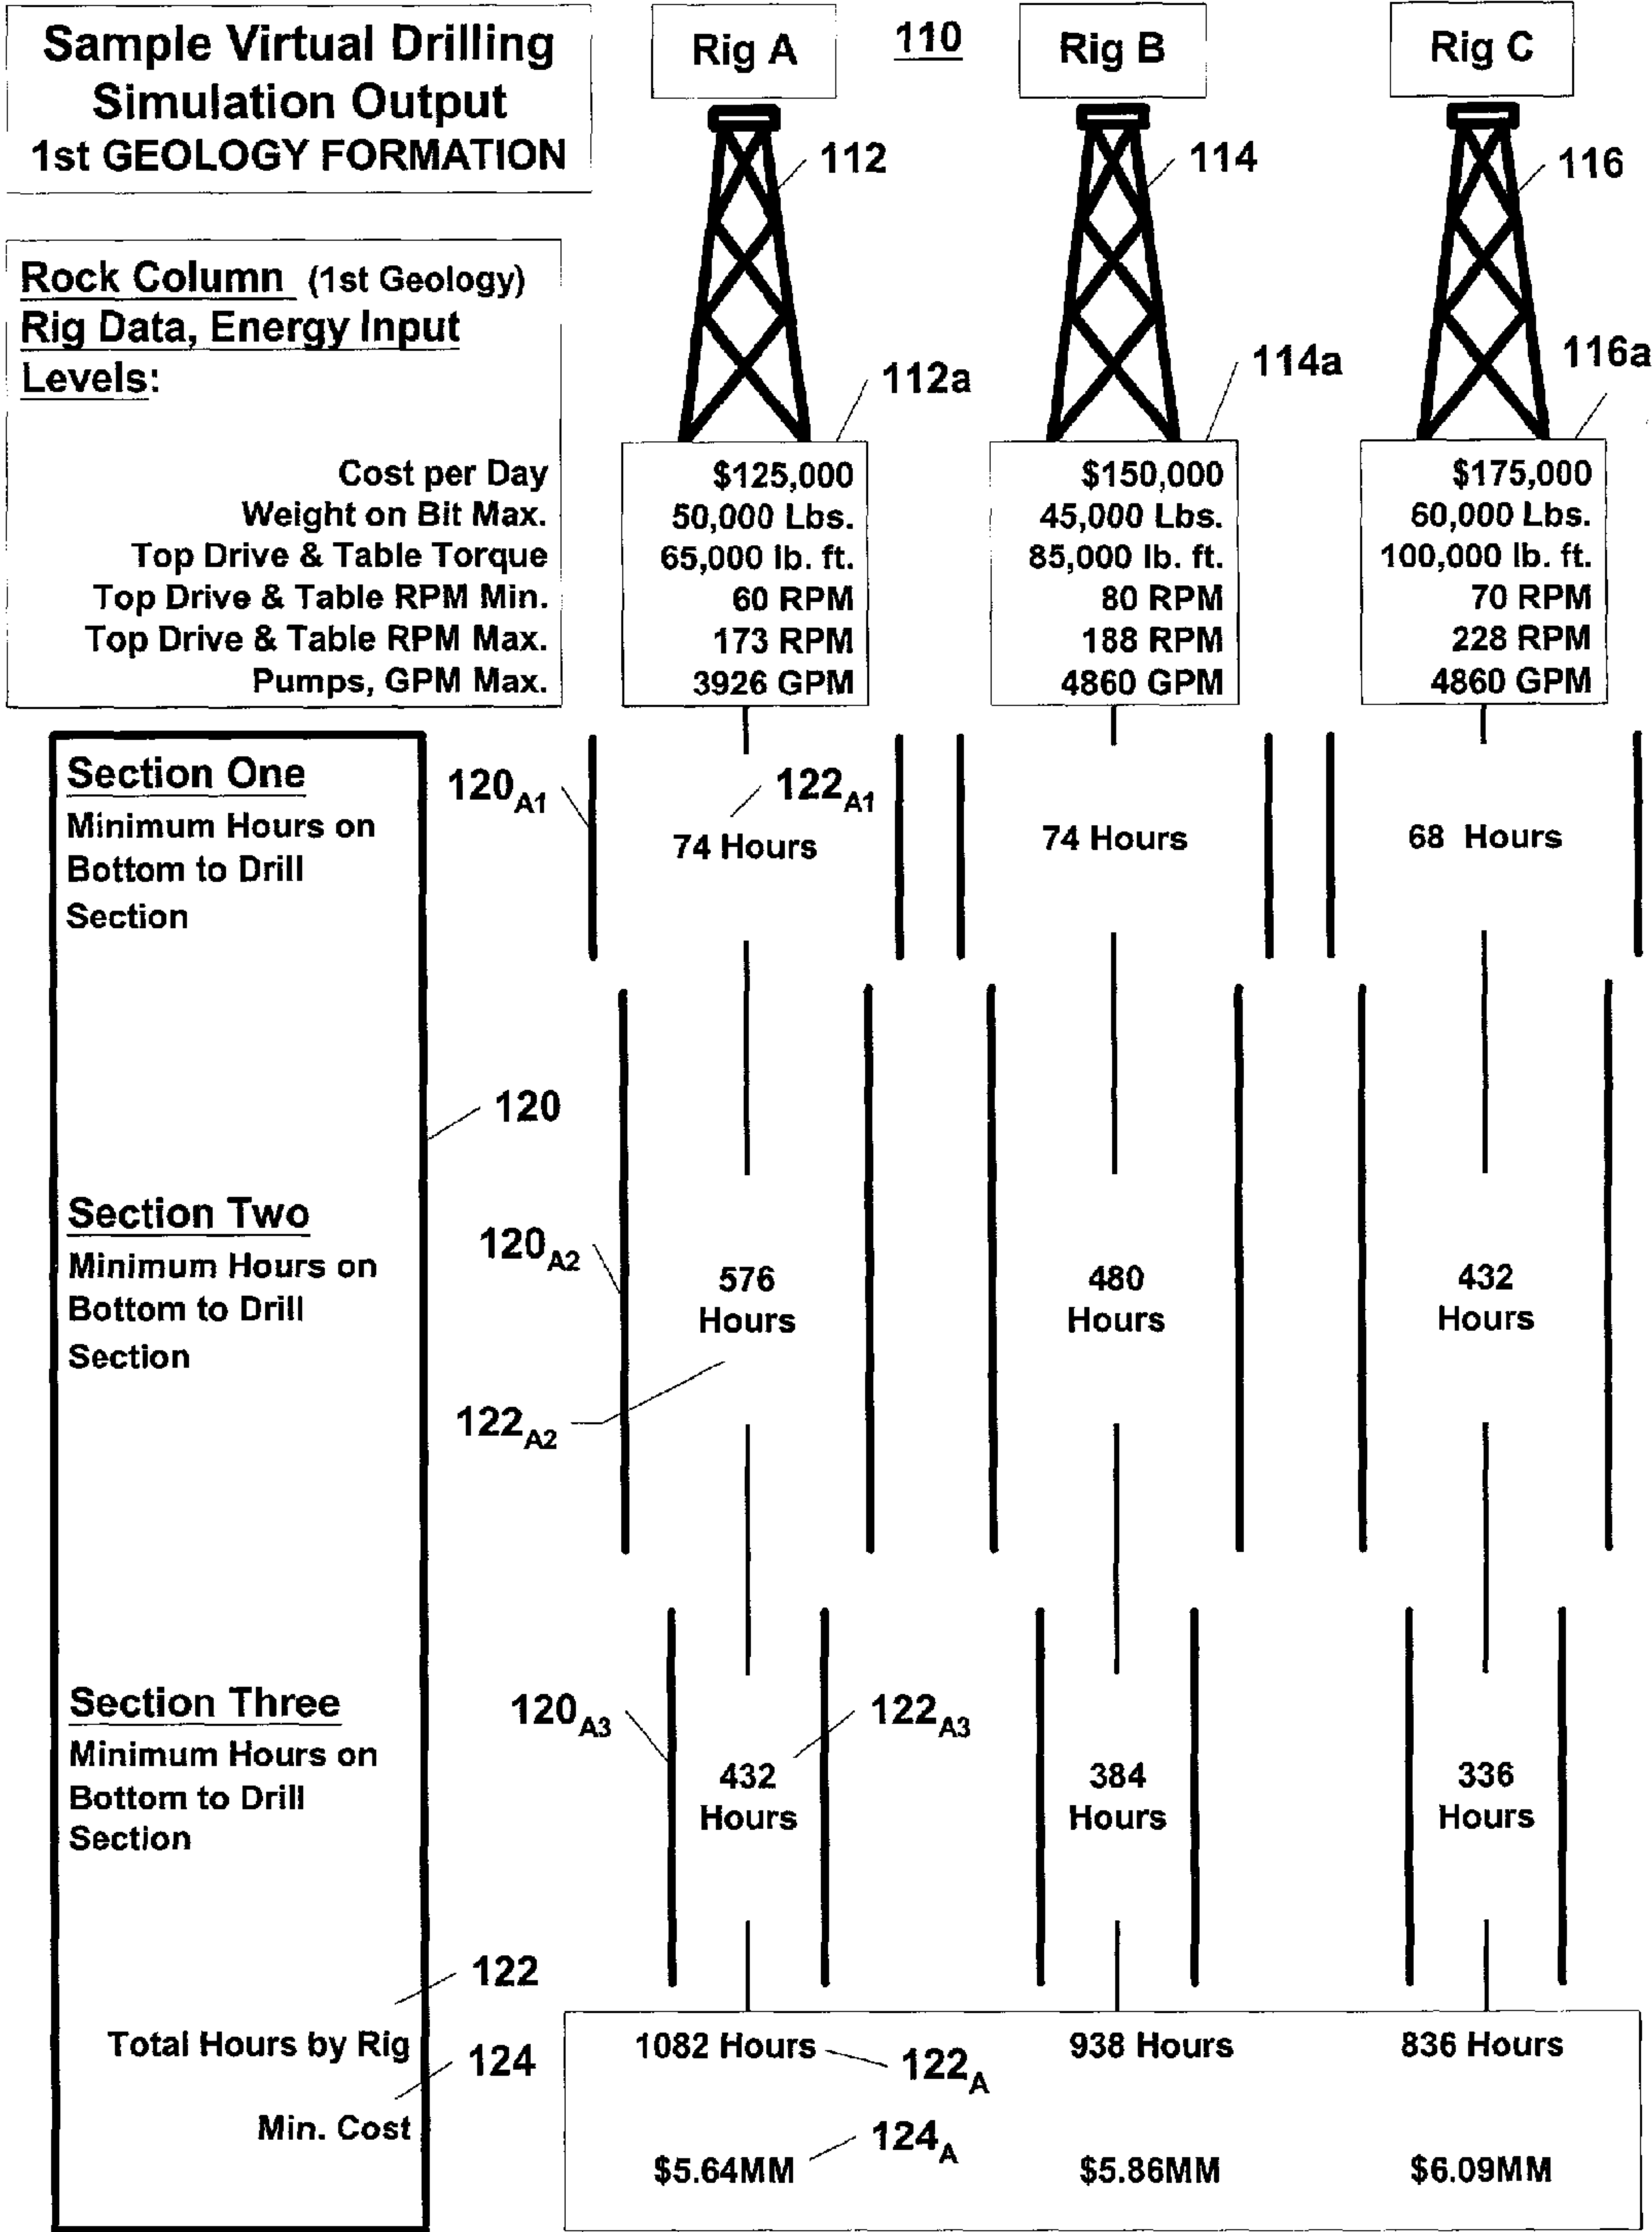 Sample Virtual Drilling
Simulation Output
1st GEOLOGY FORMATION
Rig A
110
Rig B
Rig C
112
114
116
Rock Column (1st Geology)
Rig Data, Energy Input
Levels:
112a
114a
116a
Cost per Day $125,000 $150,000 $175,000
Weight on Bit Max. 50,000 Lbs. 45,000 Lbs. 60,000 Lbs.
Top Drive & Table Torque 65,000 lb. ft. 85,000 lb. ft. 100,000 lb. ft.
Top Drive & Table RPM Min. 60 RPM 80 RPM 70 RPM
Top Drive & Table RPM Max. 173 RPM 188 RPM 228 RPM
Pumps, GPM Max. 3926 GPM 4860 GPM 4860 GPM
Section One
Minimum Hours on
Bottom to Drill
Section
120A1
122A1
74 Hours
74 Hours
68 Hours
120
Section Two
Minimum Hours on
Bottom to Drill
Section
120A2
576
Hours
480
Hours
432
Hours
122A2
Section Three
Minimum Hours on
Bottom to Drill
Section
120A3
122A3
432
Hours
384
Hours
336
Hours
122
Total Hours by Rig
1082 Hours
122A
938 Hours
836 Hours
124
Min. Cost
124A
$5.64MM
$5.86MM
$6.09MM